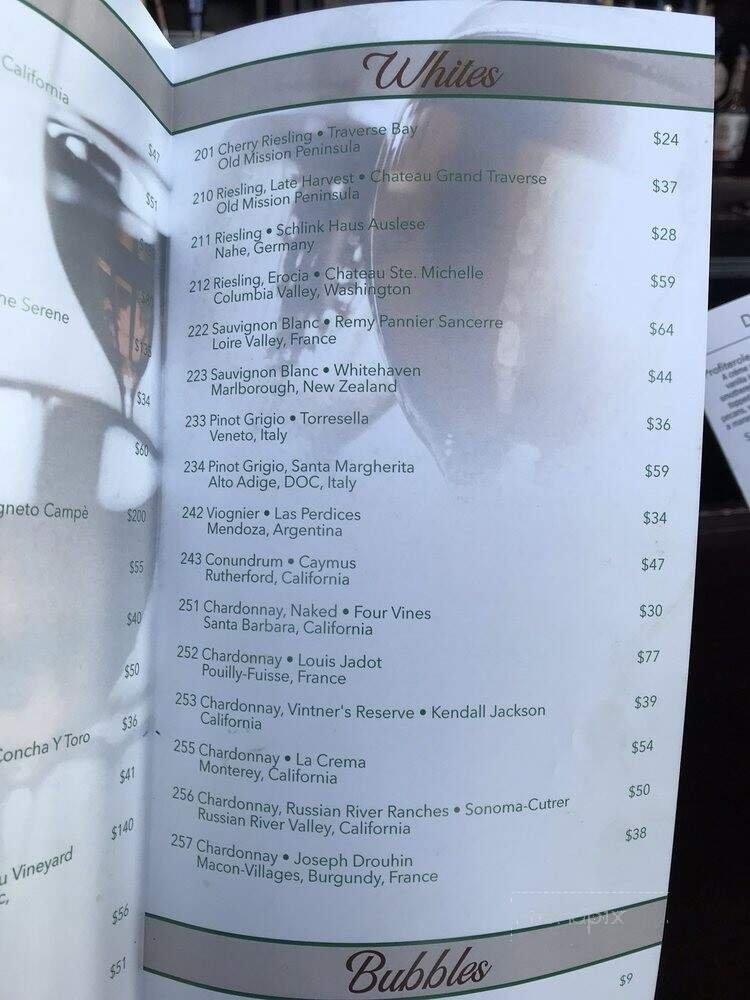 California
$47
$51
ne Serene
$34
$60
gneto Campè
$200
$55
$40
$50
$36
Concha Y Toro
$41
$140
u Vineyard
$56
$51
Whites
201 Cherry Riesling • Traverse Bay $24
Old Mission Peninsula
210 Riesling, Late Harvest • Chateau Grand Traverse $37
Old Mission Peninsula
211 Riesling • Schlink Haus Auslese $28
Nahe, Germany
212 Riesling, Erocia • Chateau Ste. Michelle $59
Columbia Valley, Washington
222 Sauvignon Blanc • Remy Pannier Sancerre $64
Loire Valley, France
223 Sauvignon Blanc • Whitehaven $44
Marlborough, New Zealand
233 Pinot Grigio • Torresella $36
Veneto, Italy
234 Pinot Grigio, Santa Margherita $59
Alto Adige, DOC, Italy
242 Viognier • Las Perdices $34
Mendoza, Argentina
243 Conundrum • Caymus $47
Rutherford, California
251 Chardonnay, Naked • Four Vines $30
Santa Barbara, California
252 Chardonnay • Louis Jadot $77
Pouilly-Fuisse, France
253 Chardonnay, Vintner's Reserve • Kendall Jackson $39
California
255 Chardonnay • La Crema $54
Monterey, California
256 Chardonnay, Russian River Ranches • Sonoma-Cutrer $50
Russian River Valley, California
257 Chardonnay • Joseph Drouhin $38
Macon-Villages, Burgundy, France
Bubbles
$9